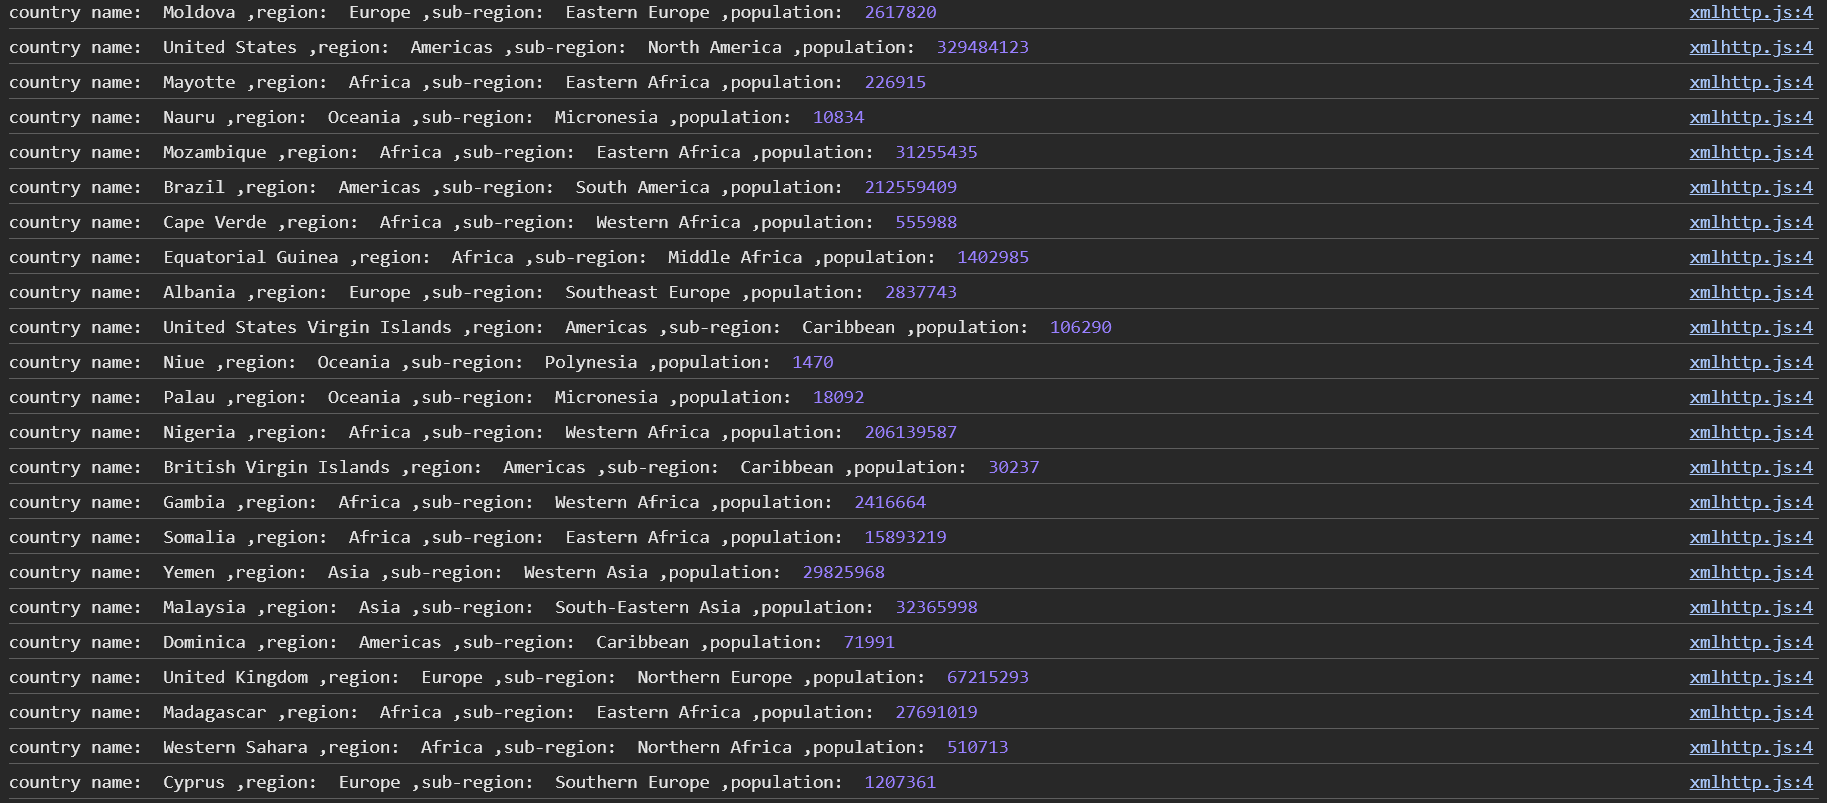 country name:  Moldova ,region:  Europe ,sub-region:  Eastern Europe ,population:  2617820 xmlhttp.js:4
country name:  United States ,region:  Americas ,sub-region:  North America ,population:  329484123 xmlhttp.js:4
country name:  Mayotte ,region:  Africa ,sub-region:  Eastern Africa ,population:  226915 xmlhttp.js:4
country name:  Nauru ,region:  Oceania ,sub-region:  Micronesia ,population:  10834 xmlhttp.js:4
country name:  Mozambique ,region:  Africa ,sub-region:  Eastern Africa ,population:  31255435 xmlhttp.js:4
country name:  Brazil ,region:  Americas ,sub-region:  South America ,population:  212559409 xmlhttp.js:4
country name:  Cape Verde ,region:  Africa ,sub-region:  Western Africa ,population:  555988 xmlhttp.js:4
country name:  Equatorial Guinea ,region:  Africa ,sub-region:  Middle Africa ,population:  1402985 xmlhttp.js:4
country name:  Albania ,region:  Europe ,sub-region:  Southeast Europe ,population:  2837743 xmlhttp.js:4
country name:  United States Virgin Islands ,region:  Americas ,sub-region:  Caribbean ,population:  106290 xmlhttp.js:4
country name:  Niue ,region:  Oceania ,sub-region:  Polynesia ,population:  1470 xmlhttp.js:4
country name:  Palau ,region:  Oceania ,sub-region:  Micronesia ,population:  18092 xmlhttp.js:4
country name:  Nigeria ,region:  Africa ,sub-region:  Western Africa ,population:  206139587 xmlhttp.js:4
country name:  British Virgin Islands ,region:  Americas ,sub-region:  Caribbean ,population:  30237 xmlhttp.js:4
country name:  Gambia ,region:  Africa ,sub-region:  Western Africa ,population:  2416664 xmlhttp.js:4
country name:  Somalia ,region:  Africa ,sub-region:  Eastern Africa ,population:  15893219 xmlhttp.js:4
country name:  Yemen ,region:  Asia ,sub-region:  Western Asia ,population:  29825968 xmlhttp.js:4
country name:  Malaysia ,region:  Asia ,sub-region:  South-Eastern Asia ,population:  32365998 xmlhttp.js:4
country name:  Dominica ,region:  Americas ,sub-region:  Caribbean ,population:  71991 xmlhttp.js:4
country name:  United Kingdom ,region:  Europe ,sub-region:  Northern Europe ,population:  67215293 xmlhttp.js:4
country name:  Madagascar ,region:  Africa ,sub-region:  Eastern Africa ,population:  27691019 xmlhttp.js:4
country name:  Western Sahara ,region:  Africa ,sub-region:  Northern Africa ,population:  510713 xmlhttp.js:4
country name:  Cyprus ,region:  Europe ,sub-region:  Southern Europe ,population:  1207361 xmlhttp.js:4